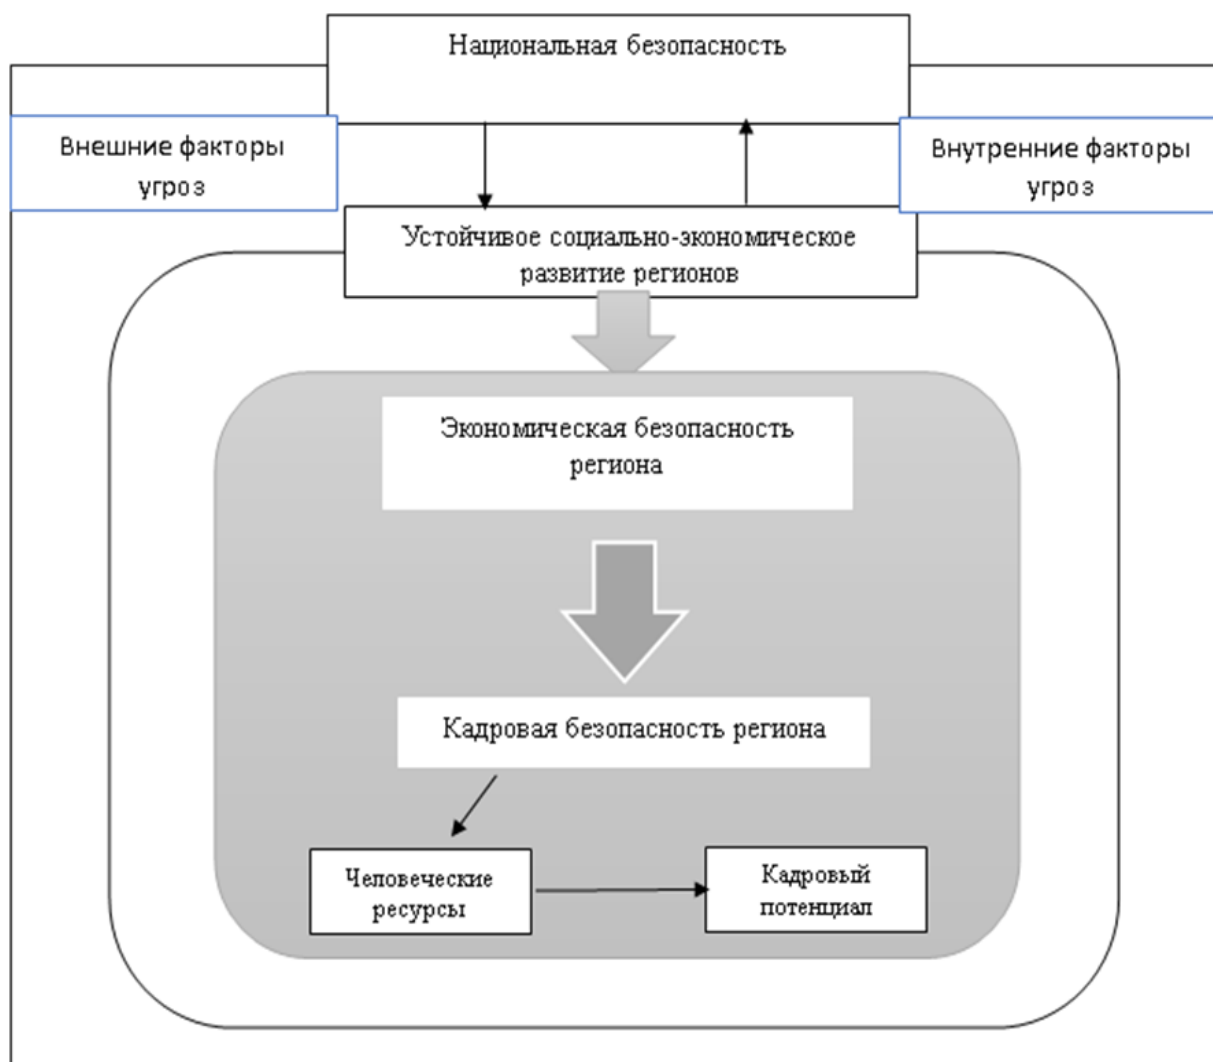 Национальная безопасность
Внешние факторы
угроз
Внутренние факторы
угроз
Устойчивое социально-экономическое
развитие регионов
Экономическая безопасность
региона
Кадровая безопасность региона
Человеческие
ресурсы
Кадровый
потенциал